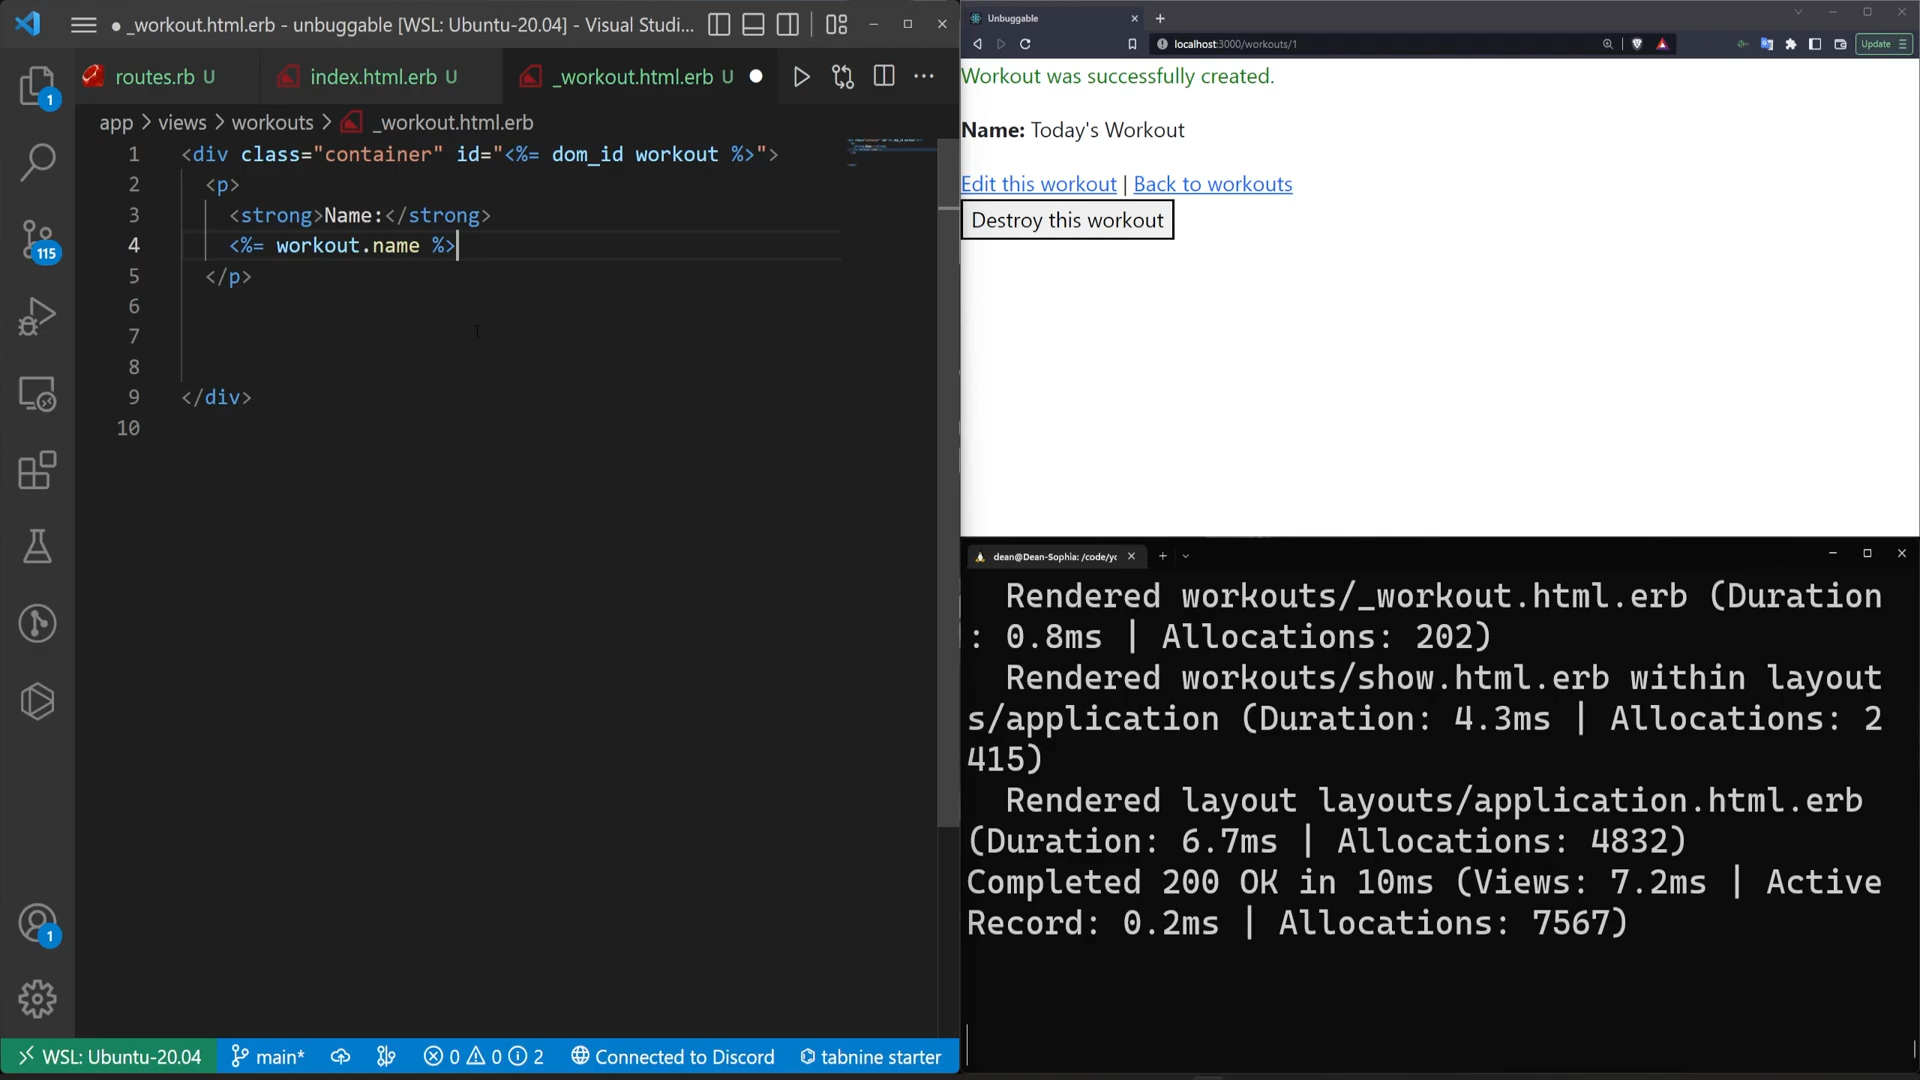 ● _workout.html.erb - unbuggable [WSL: Ubuntu-20.04] - Visual Studi...
routes.rb U
index.html.erb U
_workout.html.erb U
app > views > workouts > _workout.html.erb
1 <div class="container" id="<%= dom_id workout %>">
2 <p>
3 <strong>Name:</strong>
4 <%= workout.name %>
5 </p>
6
7
8
9 </div>
10
1
115
1
WSL: Ubuntu-20.04
main*
0 0 2
Connected to Discord
tabnine starter
Unbuggable
localhost:3000/workouts/1
Update
Workout was successfully created.
Name: Today's Workout
Edit this workout | Back to workouts
Destroy this workout
dean@Dean-Sophia: /code/yc
Rendered workouts/_workout.html.erb (Duration
: 0.8ms | Allocations: 202)
Rendered workouts/show.html.erb within layout
s/application (Duration: 4.3ms | Allocations: 2
415)
Rendered layout layouts/application.html.erb
(Duration: 6.7ms | Allocations: 4832)
Completed 200 OK in 10ms (Views: 7.2ms | Active
Record: 0.2ms | Allocations: 7567)